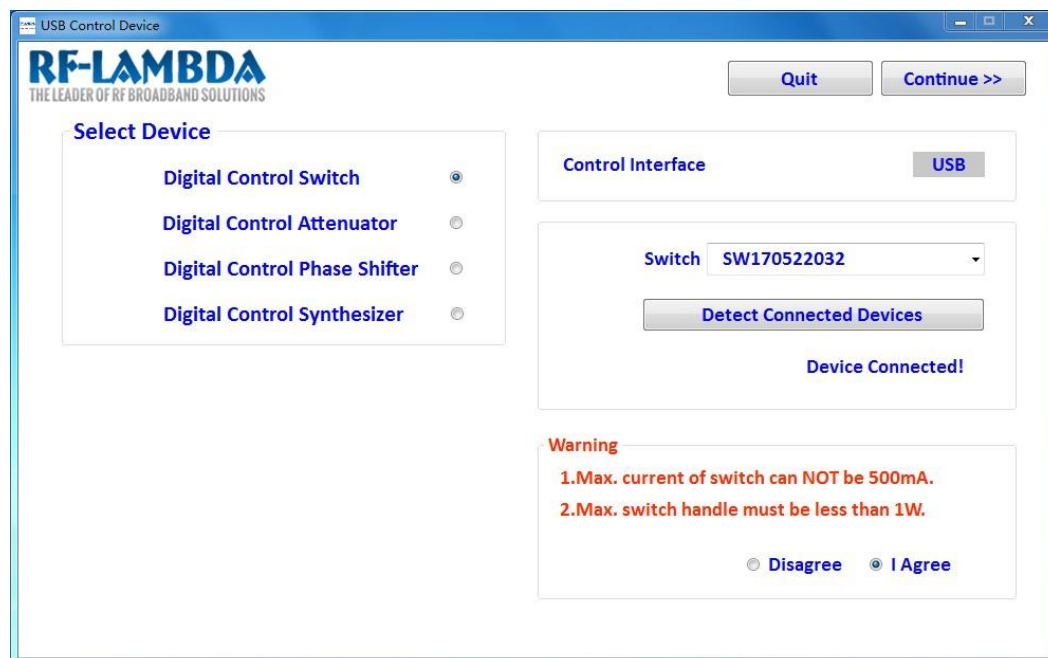 USB Control Device
RF-LAMBDA
THE LEADER OF RF BROADBAND SOLUTIONS
Quit
Continue >>
Select Device
Digital Control Switch
Digital Control Attenuator
Digital Control Phase Shifter
Digital Control Synthesizer
Control Interface USB
Switch SW170522032
Detect Connected Devices
Device Connected!
Warning
1.Max. current of switch can NOT be 500mA.
2.Max. switch handle must be less than 1W.
Disagree I Agree